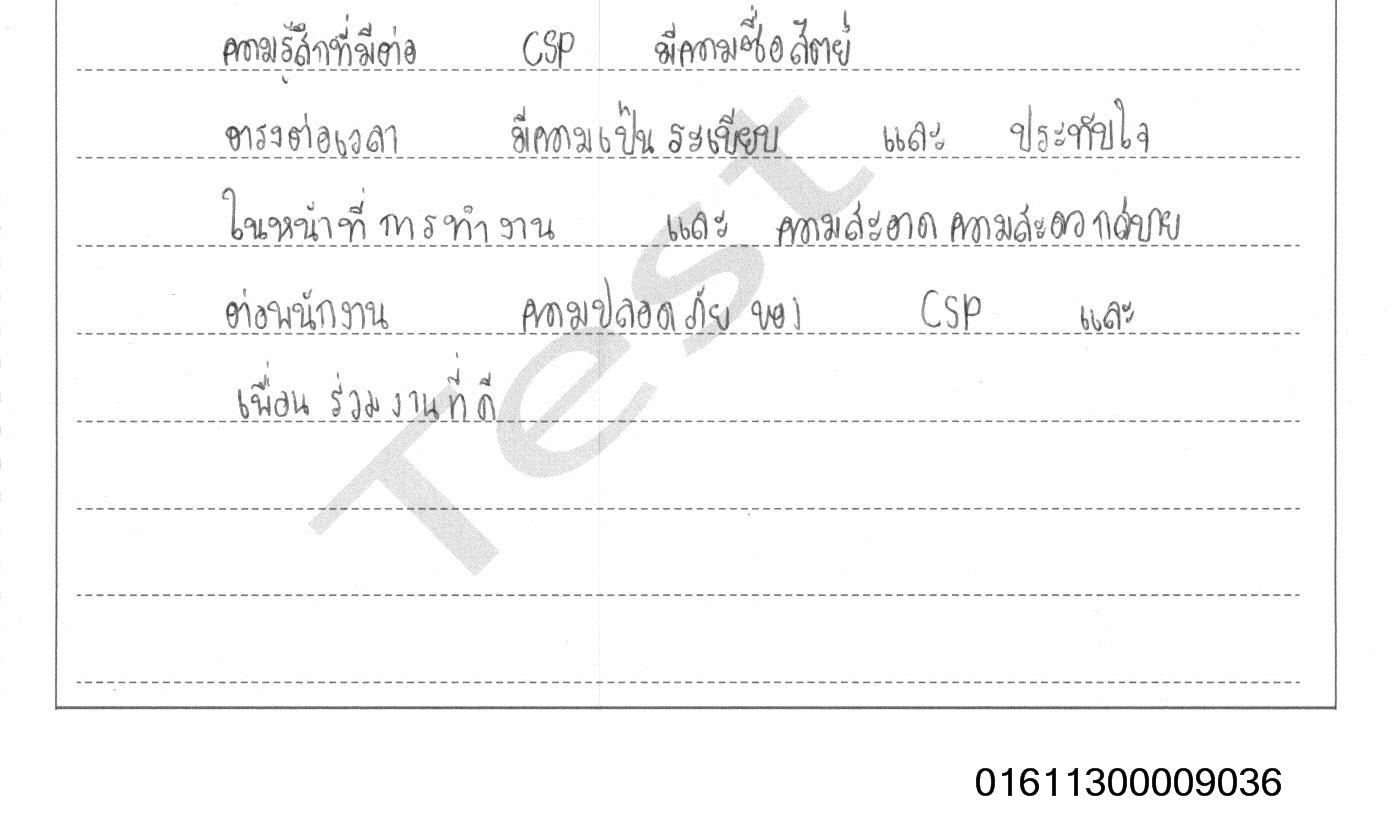 ความรู้สึกที่มีต่อ CSP มีความซื่อสัตย์
ตรงต่อเวลา มีความเป็นระเบียบ และ ประทับใจ
ในหน้าที่การทำงาน และ ความสะอาด ความสะดวกสบาย
ต่อพนักงาน ความปลอดภัย ของ CSP และ
เพื่อน ร่วมงานที่ดี
Test
01611300009036